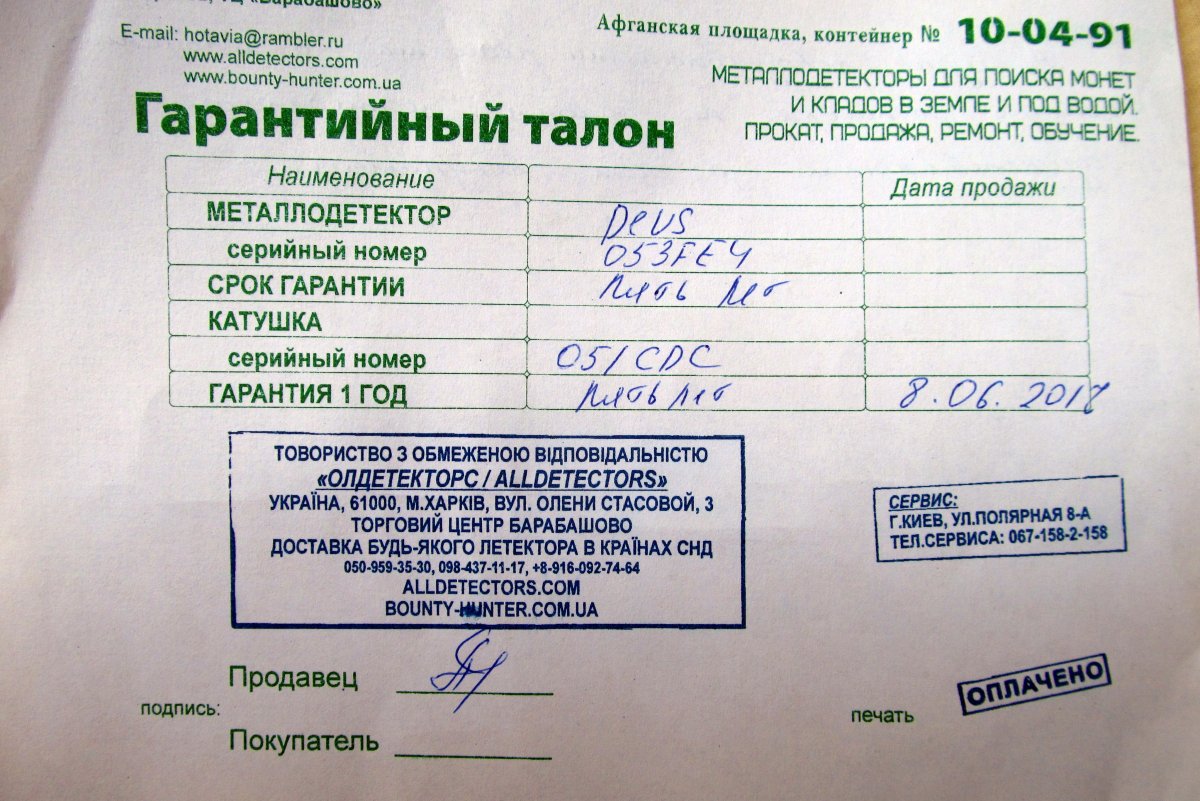 ТЦ «Барабашово»
E-mail: hotavia@rambler.ru
www.alldetectors.com
www.bounty-hunter.com.ua
Афганская площадка, контейнер № 10-04-91
МЕТАЛЛОДЕТЕКТОРЫ ДЛЯ ПОИСКА МОНЕТ
И КЛАДОВ В ЗЕМЛЕ И ПОД ВОДОЙ.
ПРОКАТ, ПРОДАЖА, РЕМОНТ, ОБУЧЕНИЕ.
Гарантийный талон
Наименование Дата продажи
МЕТАЛЛОДЕТЕКТОР Deus
серийный номер 053FE4
СРОК ГАРАНТИИ пять лет
КАТУШКА
серийный номер 051CDC
ГАРАНТИЯ 1 ГОД пять лет 8.06.2017
ТОВОРИСТВО З ОБМЕЖЕНОЮ ВІДПОВІДАЛЬНІСТЮ
«ОЛДЕТЕКТОРС / ALLDETECTORS»
УКРАЇНА, 61000, М.ХАРКІВ, ВУЛ. ОЛЕНИ СТАСОВОЙ, 3
ТОРГОВИЙ ЦЕНТР БАРАБАШОВО
ДОСТАВКА БУДЬ-ЯКОГО ЛЕТЕКТОРА В КРАЇНАХ СНД
050-959-35-30, 098-437-11-17, +8-916-092-74-64
ALLDETECTORS.COM
BOUNTY-HUNTER.COM.UA
СЕРВИС:
Г.КИЕВ, УЛ.ПОЛЯРНАЯ 8-А
ТЕЛ.СЕРВИСА: 067-158-2-158
Продавец
подпись:
Покупатель
печать
ОПЛАЧЕНО